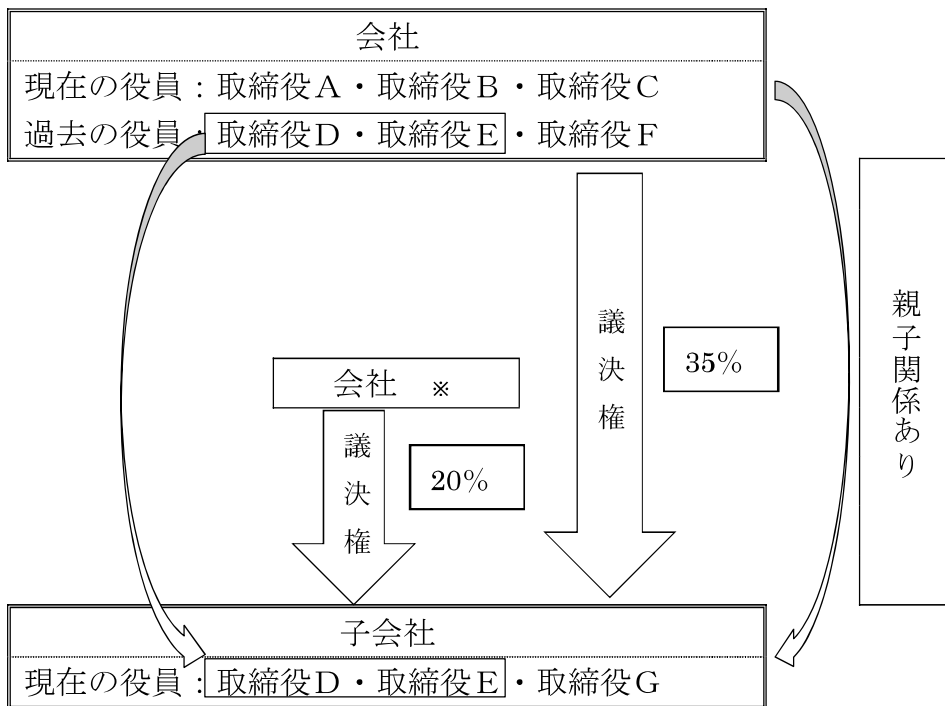 会社
現在の役員：取締役A・取締役B・取締役C
過去の役員：取締役D・取締役E・取締役F
親子関係あり
議決権
35%
会社 ※
議決権
20%
子会社
現在の役員：取締役D・取締役E・取締役G